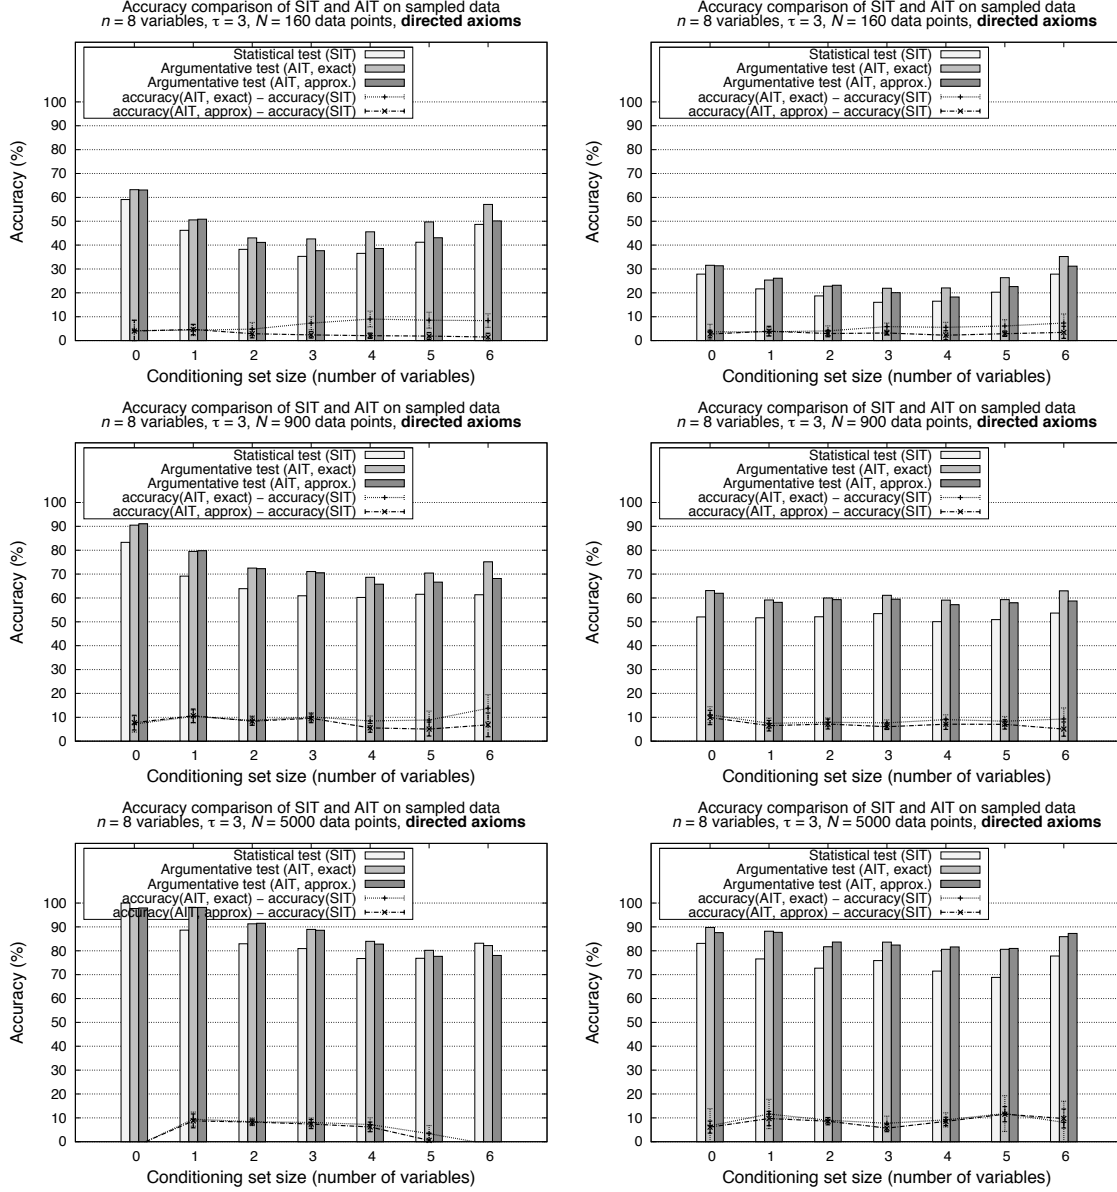 Accuracy comparison of SIT and AIT on sampled data
n = 8 variables, τ = 3, N = 160 data points, directed axioms
Statistical test (SIT)
Argumentative test (AIT, exact)
Argumentative test (AIT, approx.)
accuracy(AIT, exact) − accuracy(SIT)
accuracy(AIT, approx) − accuracy(SIT)
100
90
80
70
60
50
40
30
20
10
0
Accuracy (%)
0 1 2 3 4 5 6
Conditioning set size (number of variables)
Accuracy comparison of SIT and AIT on sampled data
n = 8 variables, τ = 3, N = 160 data points, directed axioms
Statistical test (SIT)
Argumentative test (AIT, exact)
Argumentative test (AIT, approx.)
accuracy(AIT, exact) − accuracy(SIT)
accuracy(AIT, approx) − accuracy(SIT)
100
90
80
70
60
50
40
30
20
10
0
Accuracy (%)
0 1 2 3 4 5 6
Conditioning set size (number of variables)
Accuracy comparison of SIT and AIT on sampled data
n = 8 variables, τ = 3, N = 900 data points, directed axioms
Statistical test (SIT)
Argumentative test (AIT, exact)
Argumentative test (AIT, approx.)
accuracy(AIT, exact) − accuracy(SIT)
accuracy(AIT, approx) − accuracy(SIT)
100
90
80
70
60
50
40
30
20
10
0
Accuracy (%)
0 1 2 3 4 5 6
Conditioning set size (number of variables)
Accuracy comparison of SIT and AIT on sampled data
n = 8 variables, τ = 3, N = 900 data points, directed axioms
Statistical test (SIT)
Argumentative test (AIT, exact)
Argumentative test (AIT, approx.)
accuracy(AIT, exact) − accuracy(SIT)
accuracy(AIT, approx) − accuracy(SIT)
100
90
80
70
60
50
40
30
20
10
0
Accuracy (%)
0 1 2 3 4 5 6
Conditioning set size (number of variables)
Accuracy comparison of SIT and AIT on sampled data
n = 8 variables, τ = 3, N = 5000 data points, directed axioms
Statistical test (SIT)
Argumentative test (AIT, exact)
Argumentative test (AIT, approx.)
accuracy(AIT, exact) − accuracy(SIT)
accuracy(AIT, approx) − accuracy(SIT)
100
90
80
70
60
50
40
30
20
10
0
Accuracy (%)
0 1 2 3 4 5 6
Conditioning set size (number of variables)
Accuracy comparison of SIT and AIT on sampled data
n = 8 variables, τ = 3, N = 5000 data points, directed axioms
Statistical test (SIT)
Argumentative test (AIT, exact)
Argumentative test (AIT, approx.)
accuracy(AIT, exact) − accuracy(SIT)
accuracy(AIT, approx) − accuracy(SIT)
100
90
80
70
60
50
40
30
20
10
0
Accuracy (%)
0 1 2 3 4 5 6
Conditioning set size (number of variables)